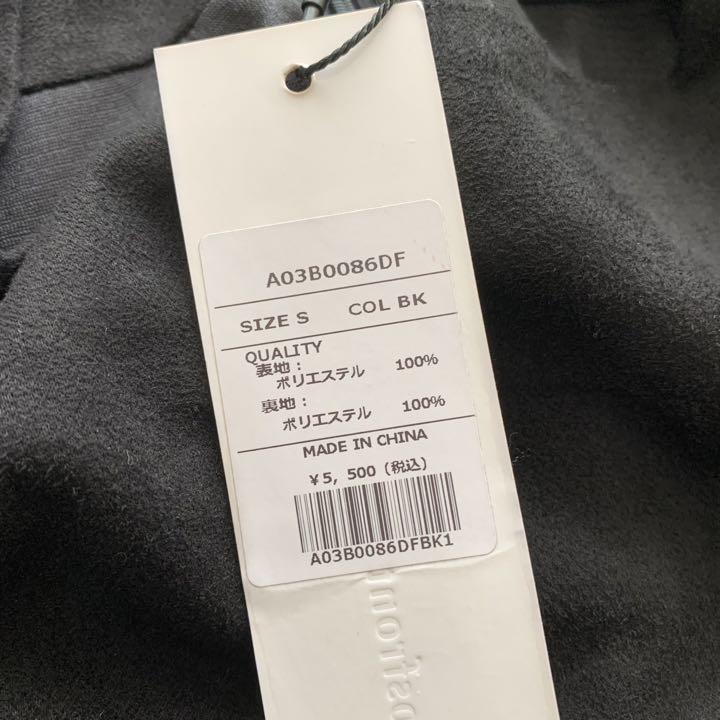 A03B0086DF
SIZE S COL BK
QUALITY
表地：
ポリエステル 100%
裏地：
ポリエステル 100%
MADE IN CHINA
￥5, 500（税込）
A03B0086DFBK1